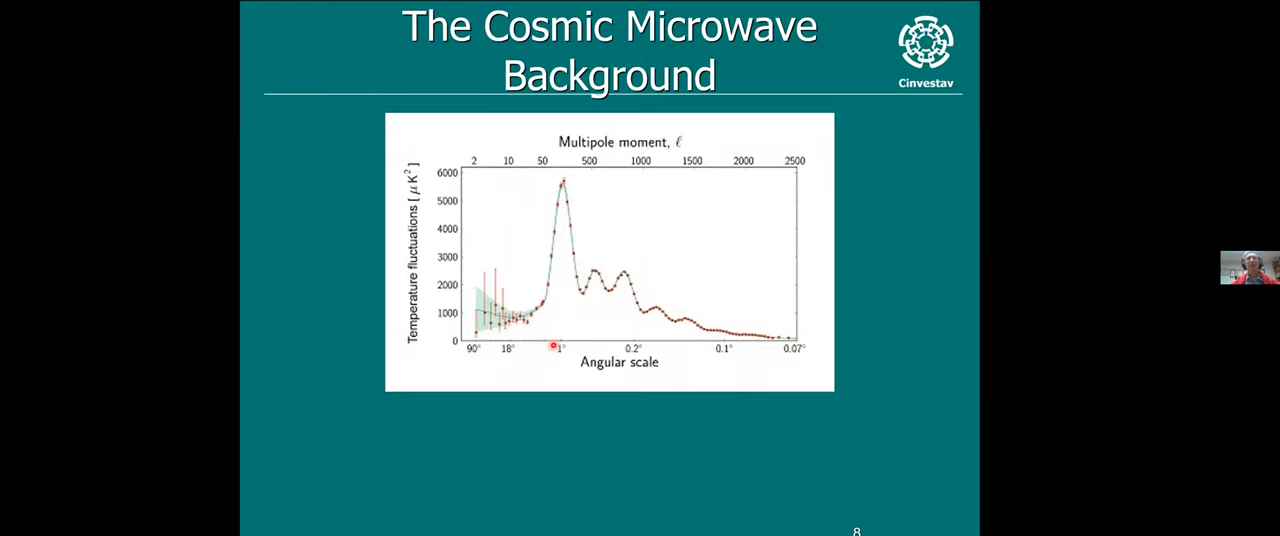 The Cosmic Microwave
Background
Cinvestav
Multipole moment, ℓ
2 10 50 500 1000 1500 2000 2500
Temperature fluctuations [ μ K² ]
6000
5000
4000
3000
2000
1000
0
90° 18° 1° 0.2° 0.1° 0.07°
Angular scale
8